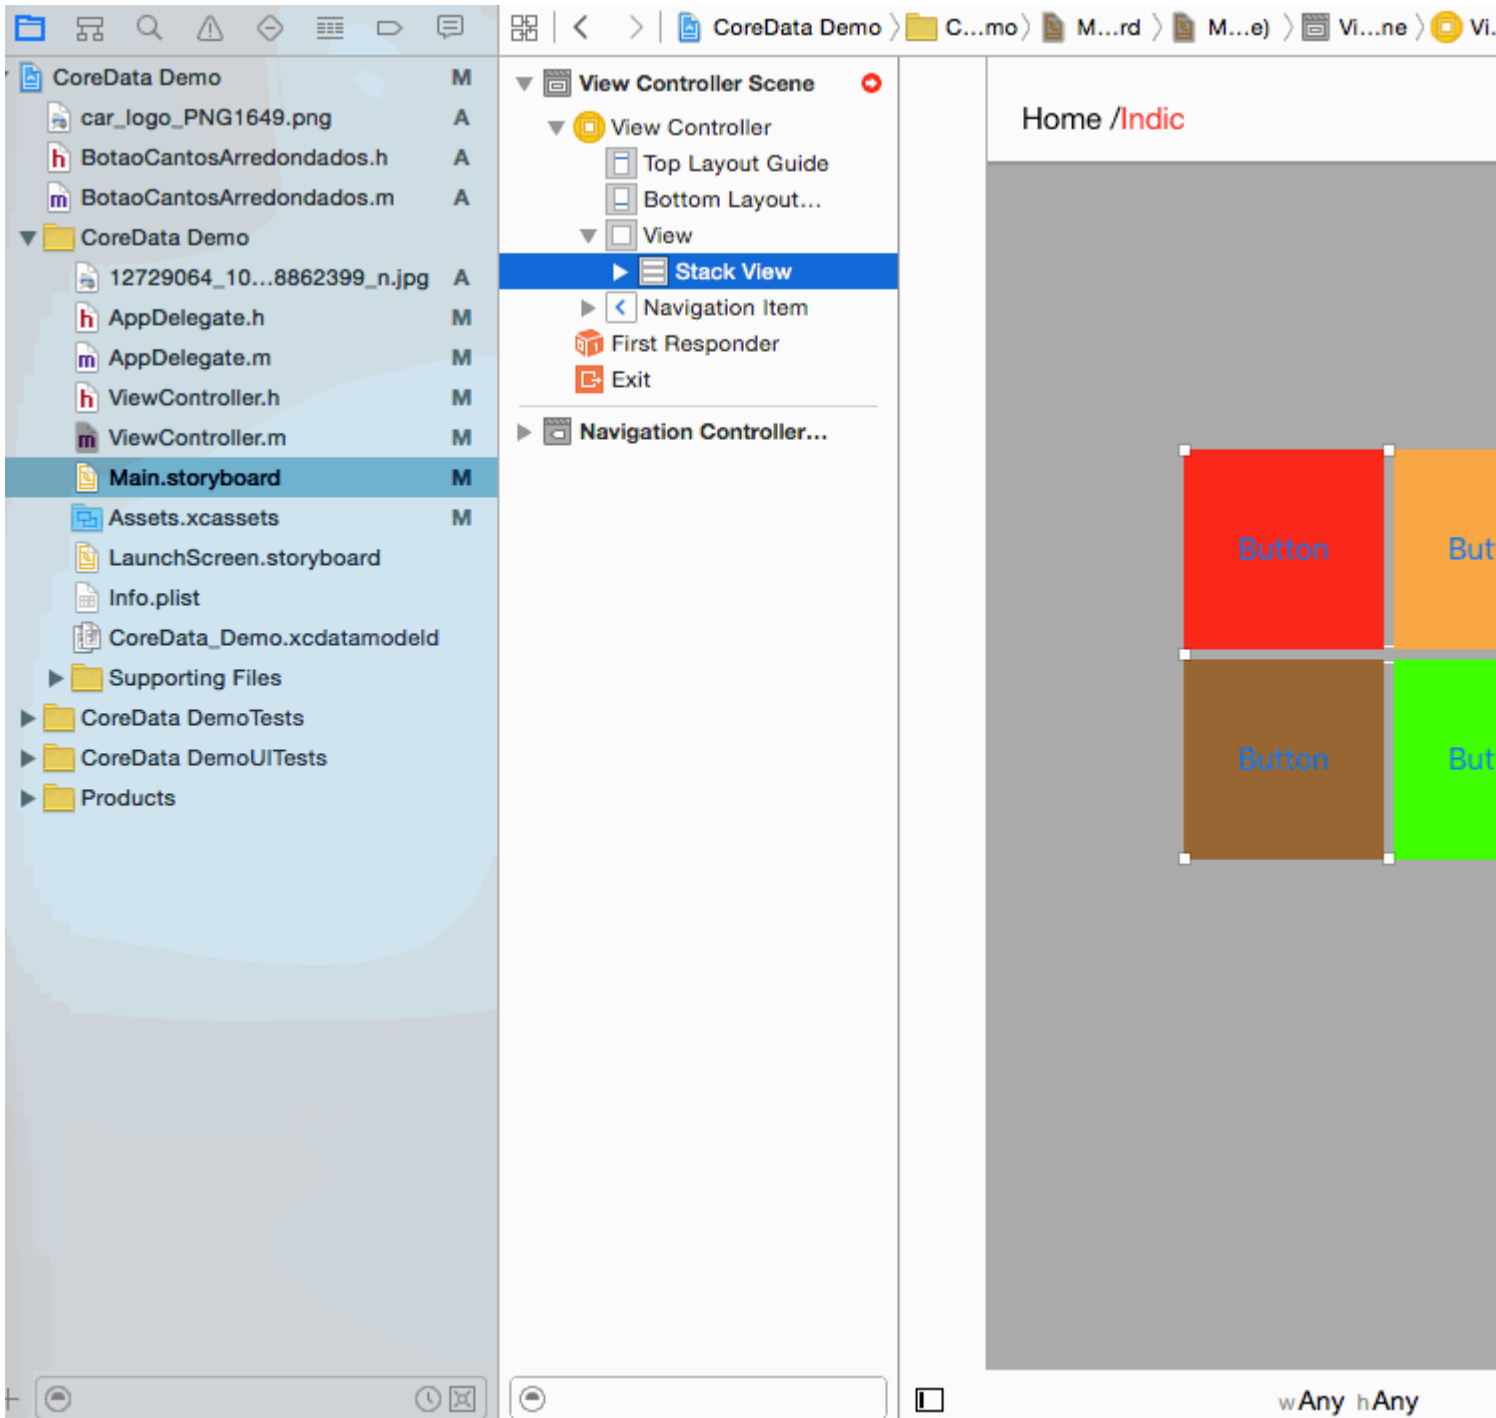 CoreData Demo 〉 C...mo 〉 M...rd 〉 M...e) 〉 Vi...ne 〉 Vi...
CoreData Demo M
car_logo_PNG1649.png A
BotaoCantosArredondados.h A
BotaoCantosArredondados.m A
CoreData Demo
12729064_10...8862399_n.jpg A
AppDelegate.h M
AppDelegate.m M
ViewController.h M
ViewController.m M
Main.storyboard M
Assets.xcassets M
LaunchScreen.storyboard
Info.plist
CoreData_Demo.xcdatamodeld
Supporting Files
CoreData DemoTests
CoreData DemoUITests
Products
View Controller Scene
View Controller
Top Layout Guide
Bottom Layout...
View
Stack View
Navigation Item
First Responder
Exit
Navigation Controller...
Home /Indic
Button
But
Button
But
wAny hAny